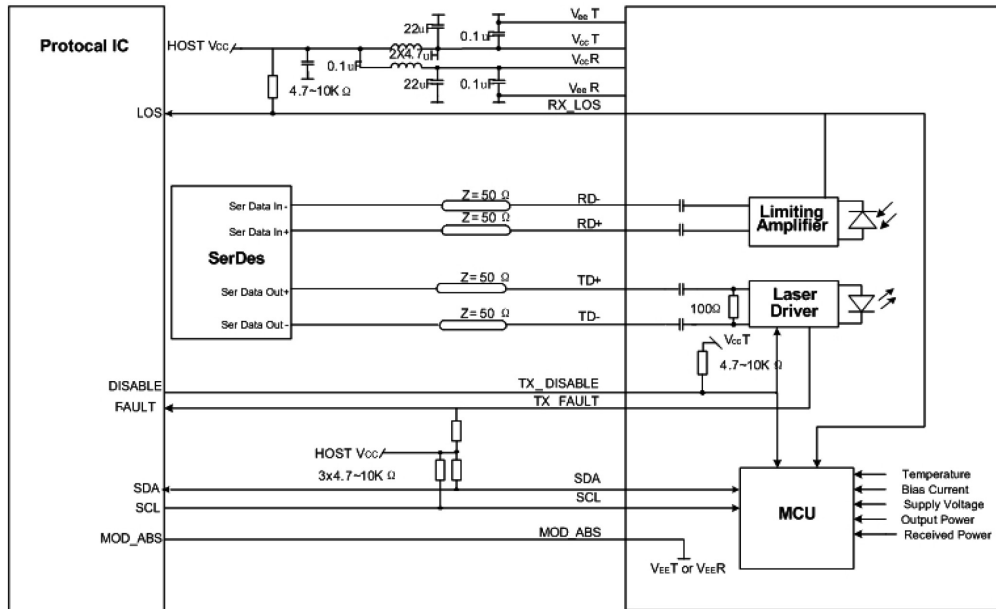 Protocal IC
HOST Vcc
22uF
0.1uF
VeeT
VccT
0.1uF
2X4.7uH
VccR
22uF
0.1uF
VeeR
4.7~10KΩ
LOS
RX_LOS
Ser Data In-
Z=50 Ω
RD-
Limiting
Amplifier
Ser Data In+
Z=50 Ω
RD+
SerDes
Ser Data Out+
Z=50 Ω
TD+
100Ω
Laser
Driver
Ser Data Out-
Z=50 Ω
TD-
VccT
4.7~10K Ω
DISABLE
TX_DISABLE
FAULT
TX_FAULT
HOST Vcc
3x4.7~10K Ω
SDA
SDA
SCL
SCL
MCU
Temperature
Bias Current
Supply Voltage
Output Power
Received Power
MOD_ABS
MOD_ABS
VEET or VEER